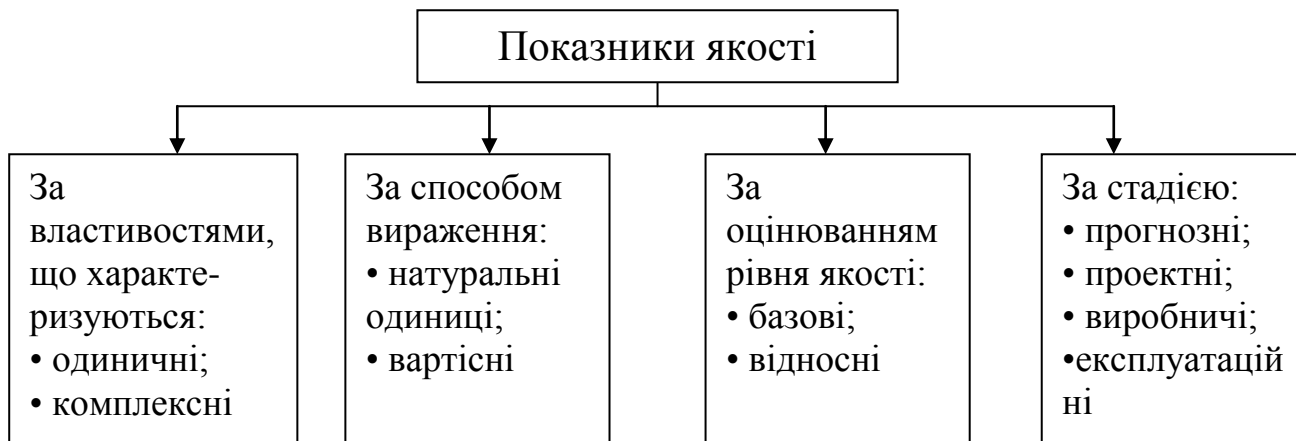 Показники якості
За
властивостями,
що характе-
ризуються:
• одиничні;
• комплексні
За способом
вираження:
• натуральні
одиниці;
• вартісні
За
оцінюванням
рівня якості:
• базові;
• відносні
За стадією:
• прогнозні;
• проектні;
• виробничі;
•експлуатацій
ні